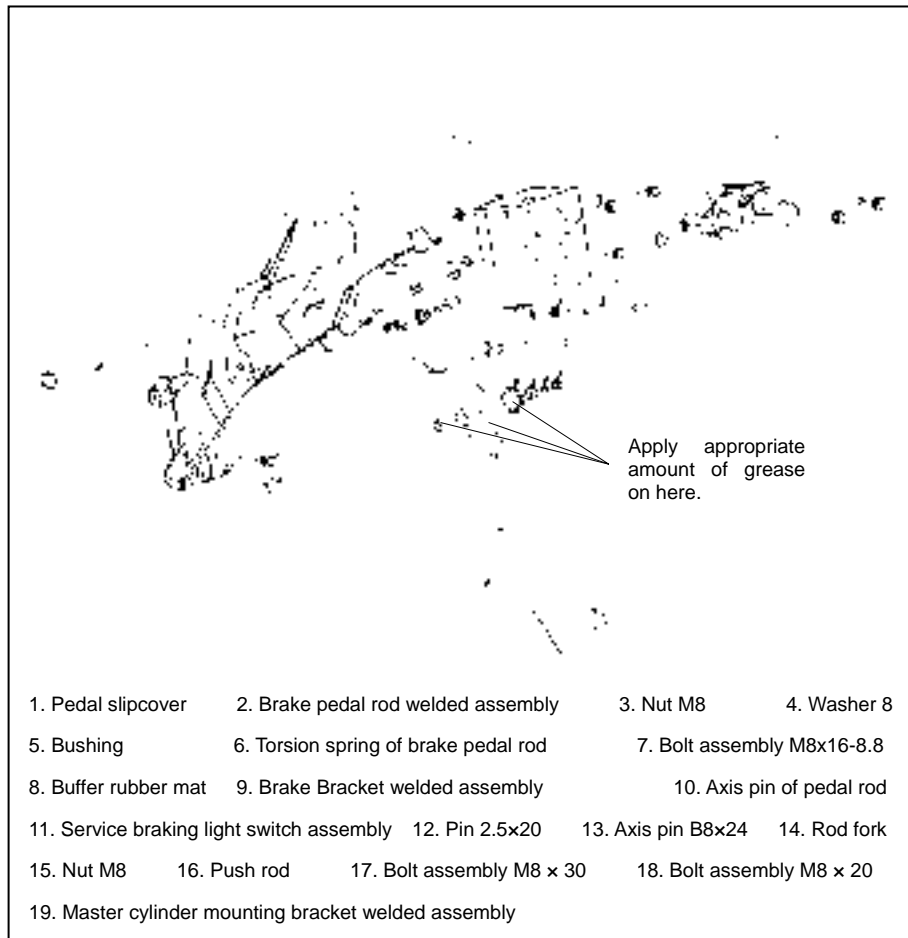 Apply appropriate
amount of grease
on here.
1. Pedal slipcover 2. Brake pedal rod welded assembly 3. Nut M8 4. Washer 8
5. Bushing 6. Torsion spring of brake pedal rod 7. Bolt assembly M8x16-8.8
8. Buffer rubber mat 9. Brake Bracket welded assembly 10. Axis pin of pedal rod
11. Service braking light switch assembly 12. Pin 2.5×20 13. Axis pin B8×24 14. Rod fork
15. Nut M8 16. Push rod 17. Bolt assembly M8 × 30 18. Bolt assembly M8 × 20
19. Master cylinder mounting bracket welded assembly